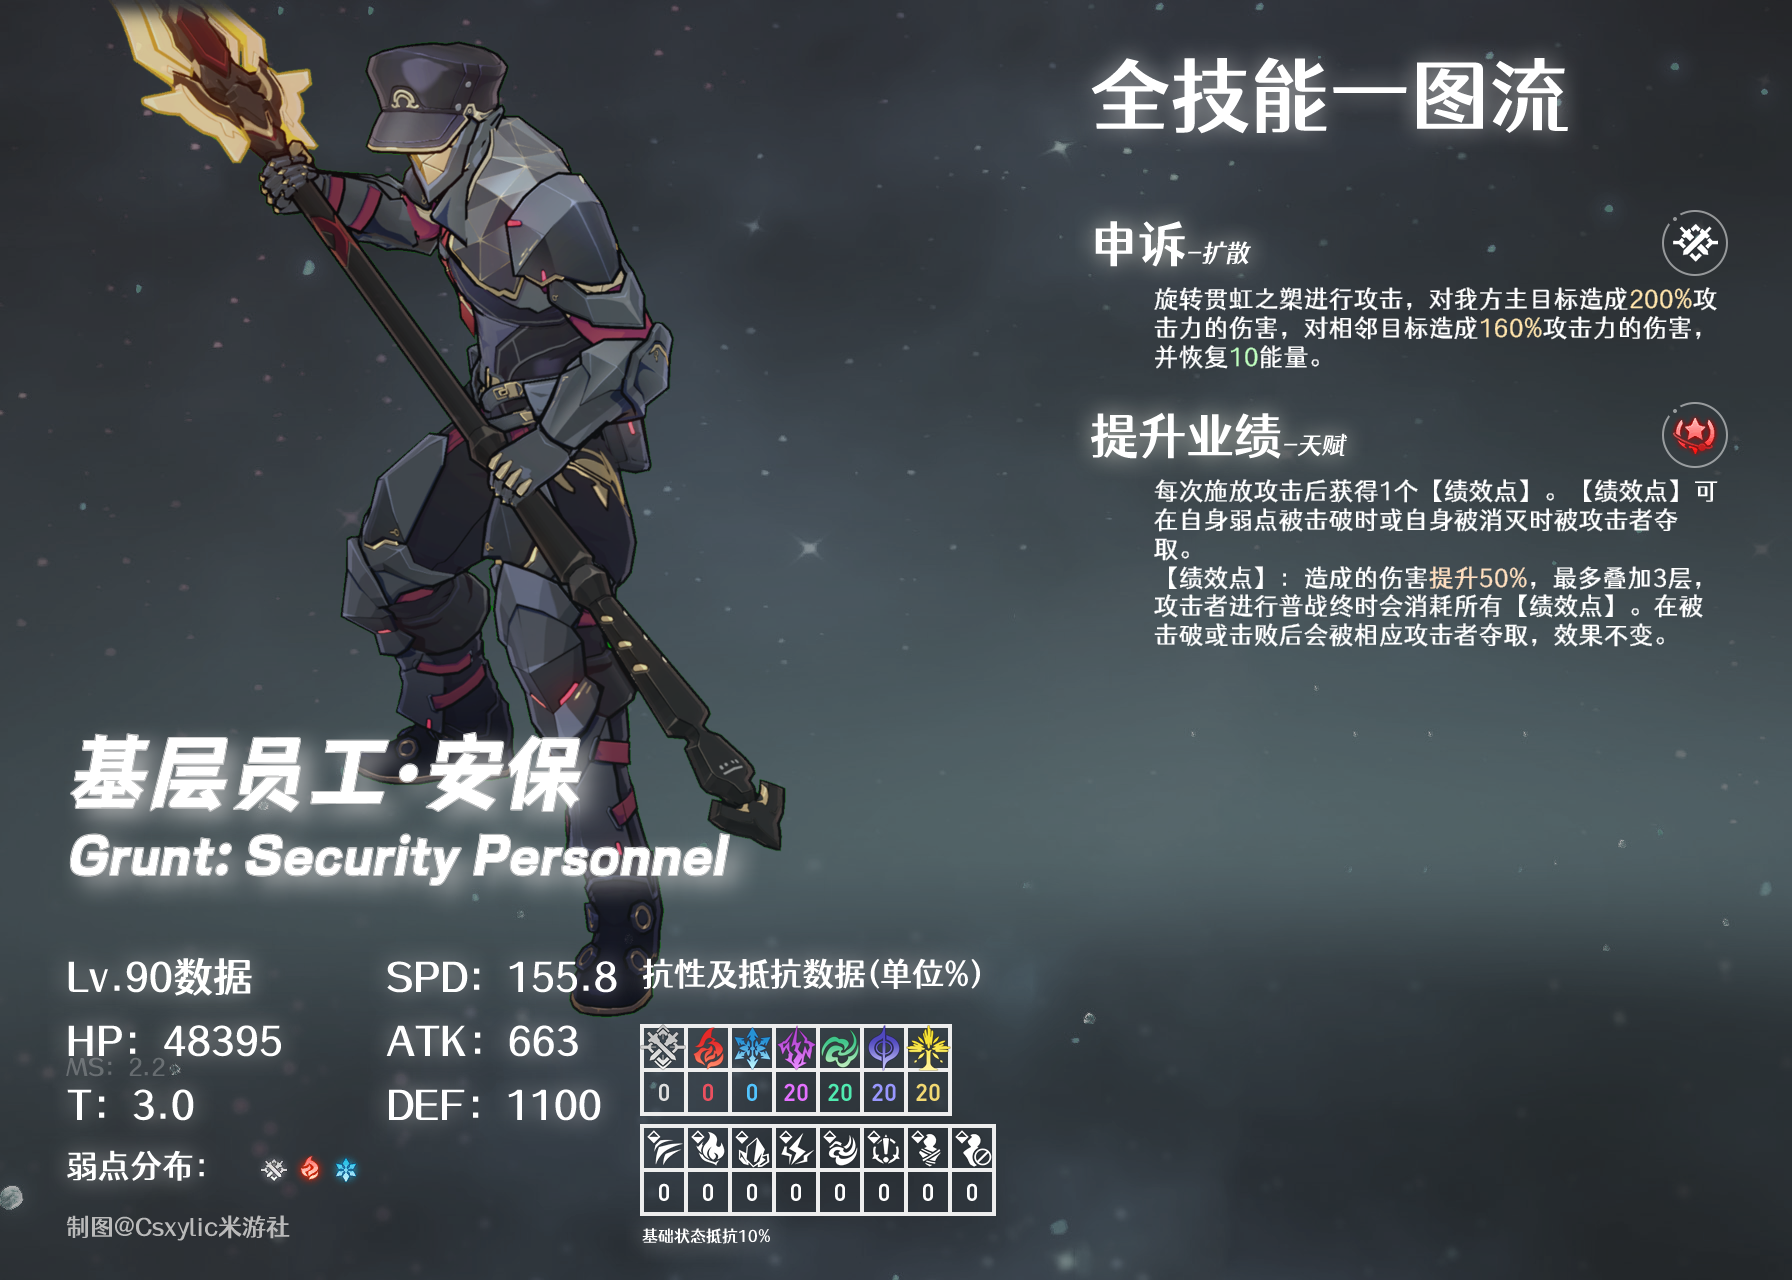 全技能一图流
申诉-扩散
旋转贯虹之槊进行攻击，对我方主目标造成200%攻
击力的伤害，对相邻目标造成160%攻击力的伤害，
并恢复10能量。
提升业绩-天赋
每次施放攻击后获得1个【绩效点】。【绩效点】可
在自身弱点被击破时或自身被消灭时被攻击者夺
取。
【绩效点】：造成的伤害提升50%，最多叠加3层，
攻击者进行普战终时会消耗所有【绩效点】。在被
击破或击败后会被相应攻击者夺取，效果不变。
基层员工·安保
Grunt: Security Personnel
Lv.90数据
SPD：155.8
HP：48395
ATK：663
MS：2.2
T：3.0
DEF：1100
弱点分布：
制图@Csxylic米游社
抗性及抵抗数据(单位%)
0 0 0 20 20 20 20
0 0 0 0 0 0 0 0
基础状态抵抗10%